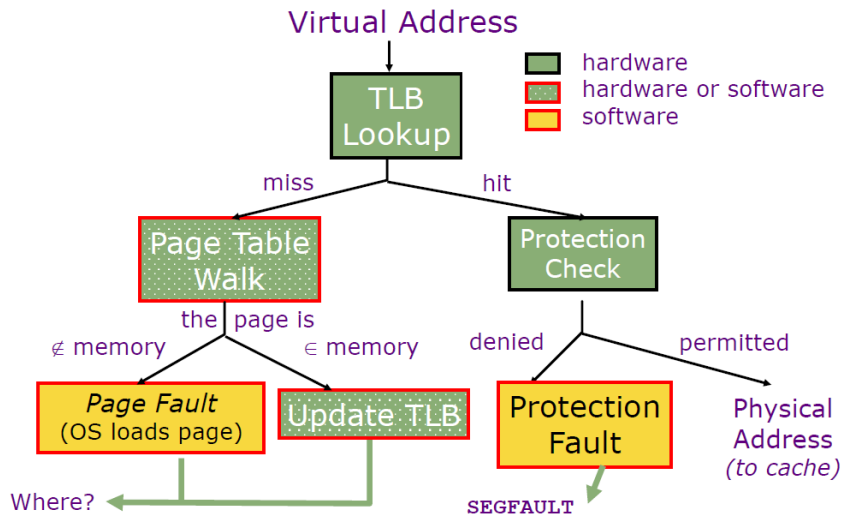 Virtual Address
hardware
hardware or software
software
TLB
Lookup
miss
hit
Page Table
Walk
Protection
Check
the page is
∉ memory
∈ memory
denied
permitted
Page Fault
(OS loads page)
Update TLB
Protection
Fault
Physical
Address
(to cache)
Where?
SEGFAULT